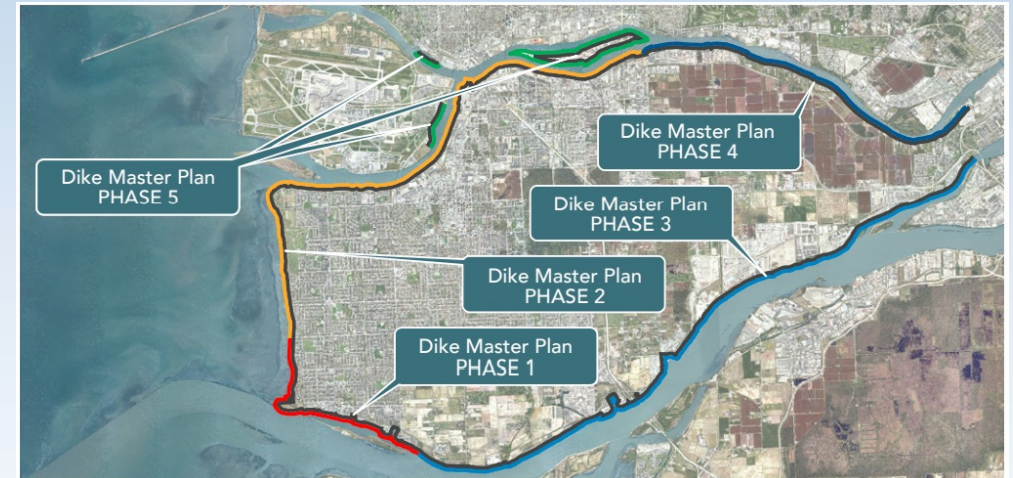 Dike Master Plan
PHASE 4
Dike Master Plan
PHASE 5
Dike Master Plan
PHASE 3
Dike Master Plan
PHASE 2
Dike Master Plan
PHASE 1